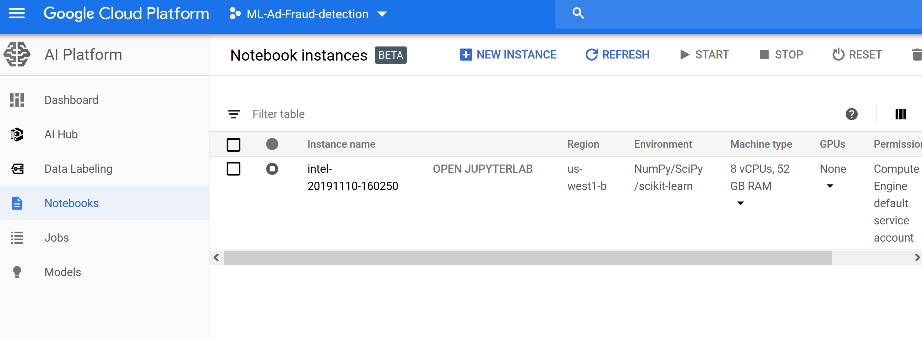 Google Cloud Platform
ML-Ad-Fraud-detection
AI Platform
Notebook instances BETA
NEW INSTANCE
REFRESH
START
STOP
RESET
Dashboard
AI Hub
Data Labeling
Notebooks
Jobs
Models
Filter table
Instance name
Region
Environment
Machine type
GPUs
Permission
intel-
20191110-160250
OPEN JUPYTERLAB
us-
west1-b
NumPy/SciPy
/scikit-learn
8 vCPUs, 52
GB RAM
None
Compute
Engine
default
service
account